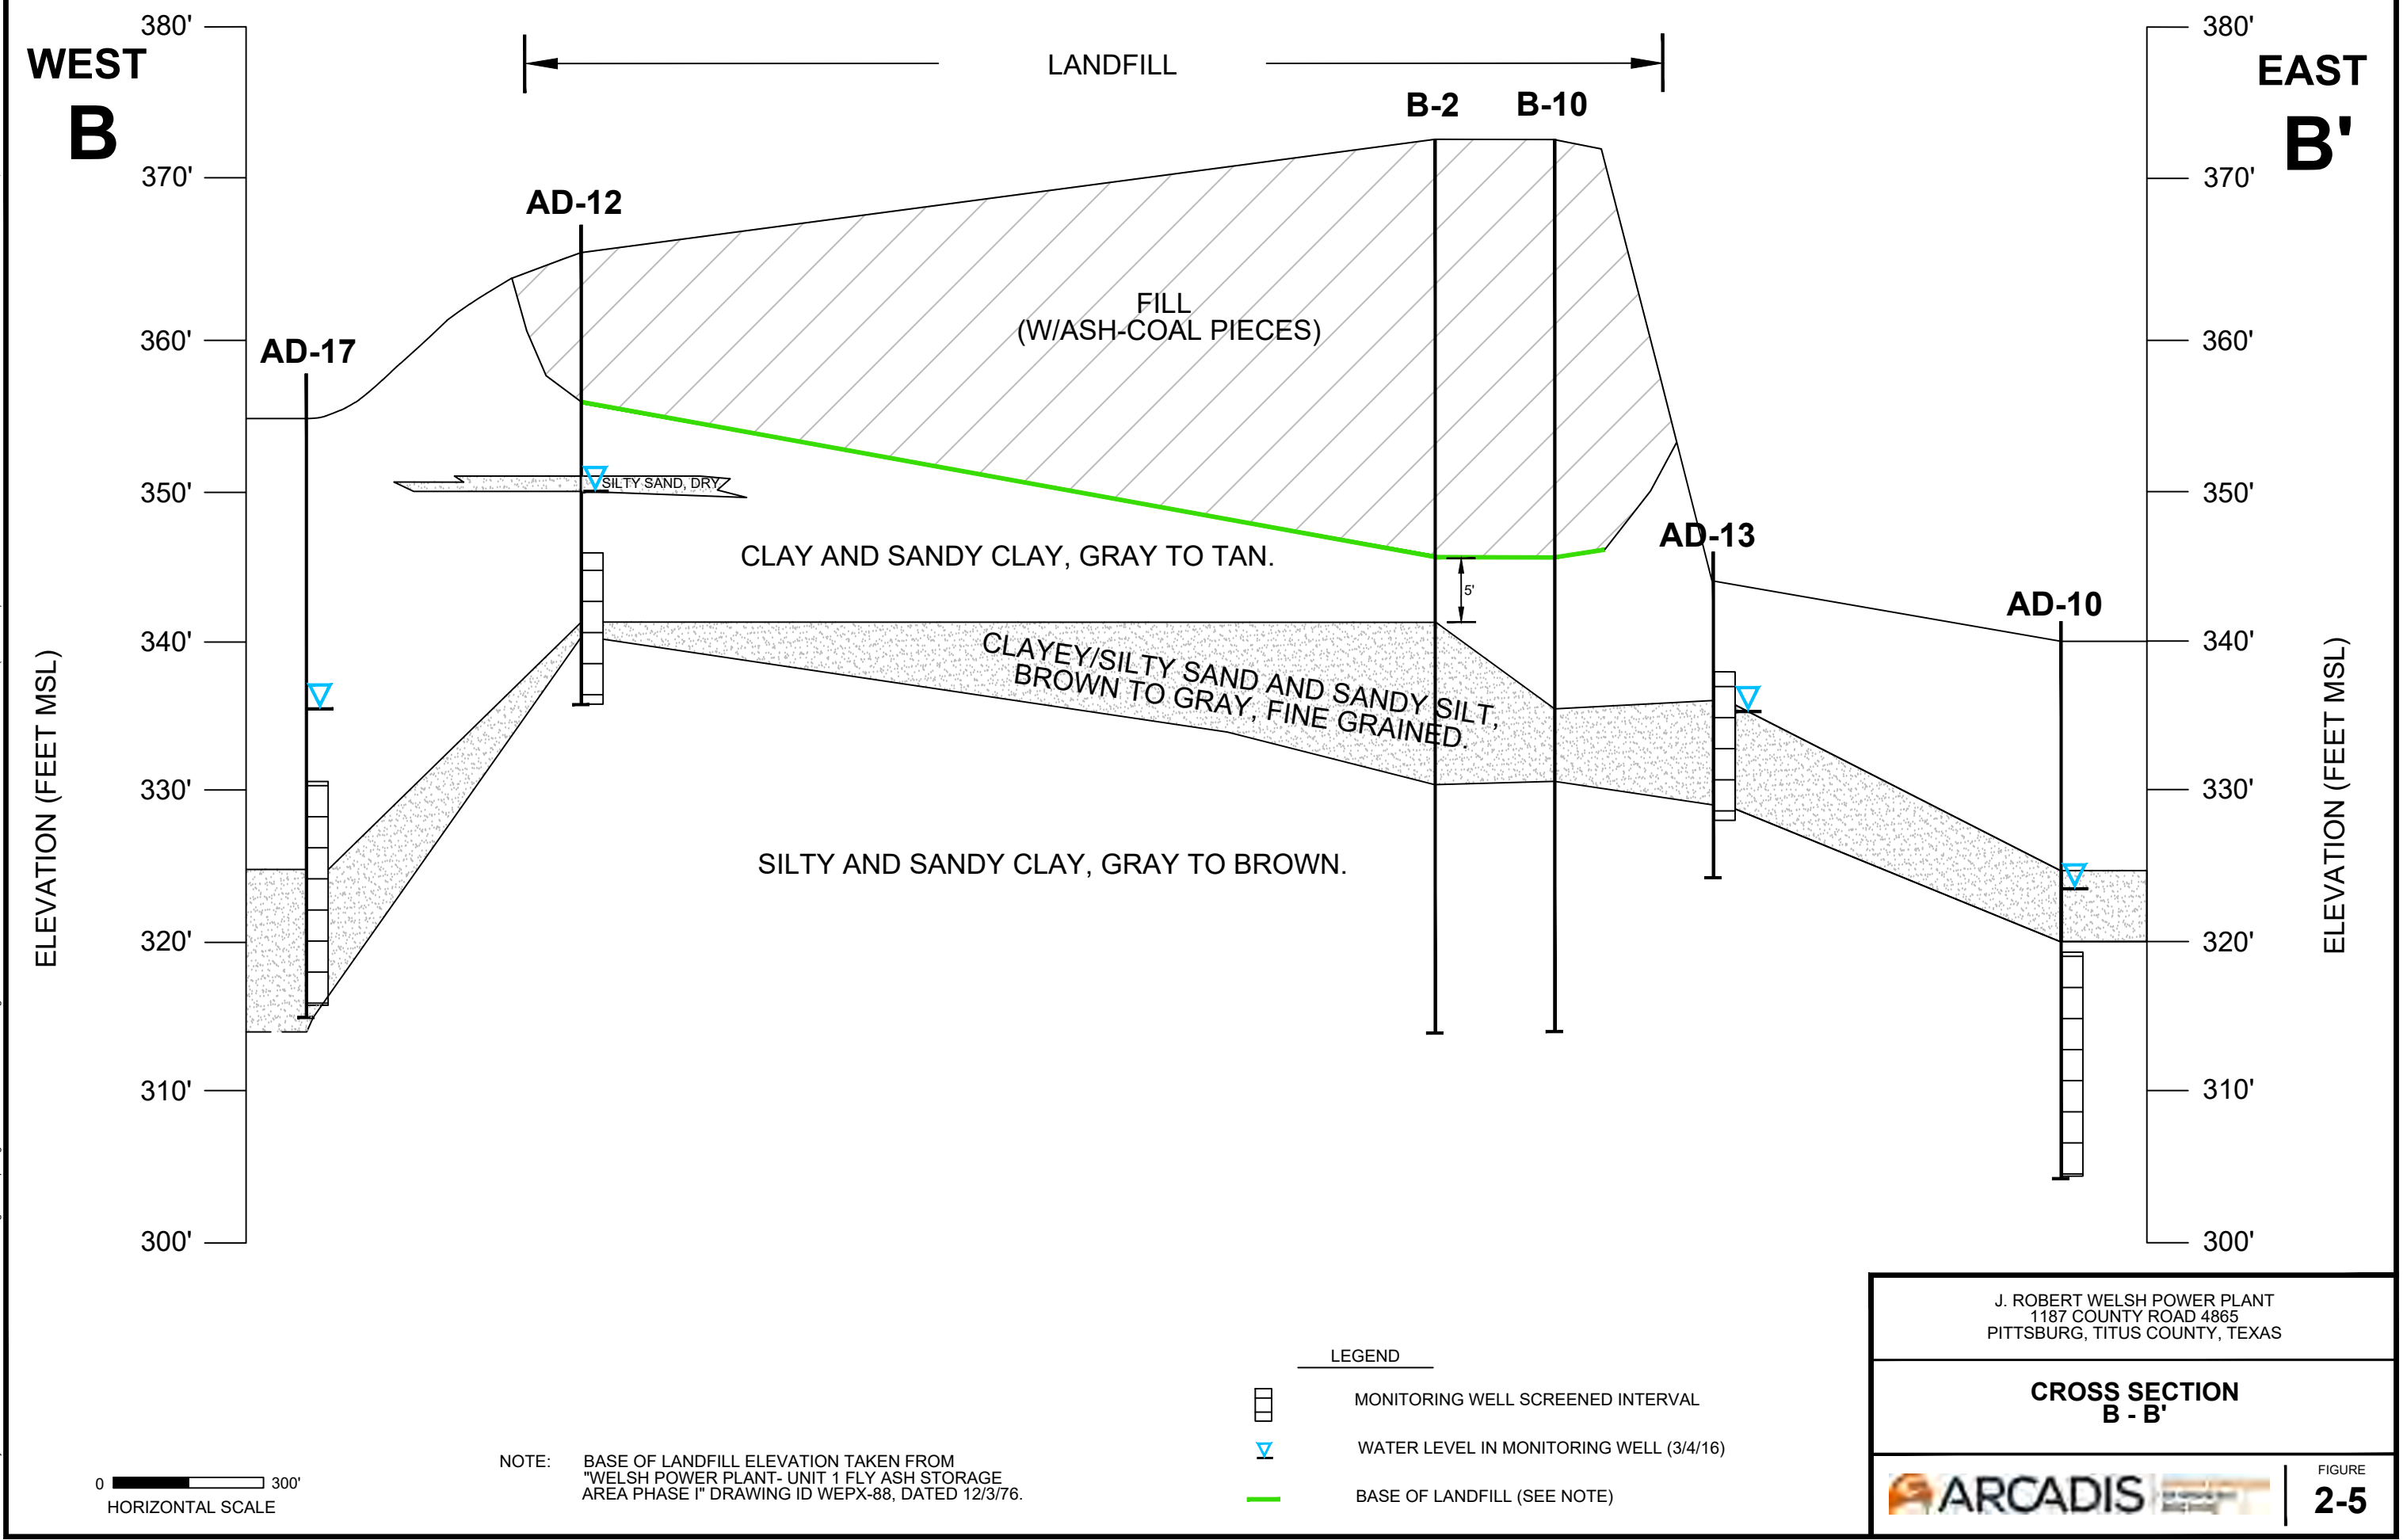 WEST
B
EAST
B'
380'
370'
360'
350'
340'
330'
320'
310'
300'
ELEVATION (FEET MSL)
LANDFILL
B-2
B-10
AD-12
AD-17
FILL
(W/ASH-COAL PIECES)
SILTY SAND, DRY
CLAY AND SANDY CLAY, GRAY TO TAN.
5'
AD-13
AD-10
CLAYEY/SILTY SAND AND SANDY SILT,
BROWN TO GRAY, FINE GRAINED.
SILTY AND SANDY CLAY, GRAY TO BROWN.
380'
370'
360'
350'
340'
330'
320'
310'
300'
ELEVATION (FEET MSL)
0 300'
HORIZONTAL SCALE
NOTE: BASE OF LANDFILL ELEVATION TAKEN FROM
"WELSH POWER PLANT- UNIT 1 FLY ASH STORAGE
AREA PHASE I" DRAWING ID WEPX-88, DATED 12/3/76.
LEGEND
MONITORING WELL SCREENED INTERVAL
WATER LEVEL IN MONITORING WELL (3/4/16)
BASE OF LANDFILL (SEE NOTE)
J. ROBERT WELSH POWER PLANT
1187 COUNTY ROAD 4865
PITTSBURG, TITUS COUNTY, TEXAS
CROSS SECTION
B - B'
ARCADIS
FIGURE
2-5